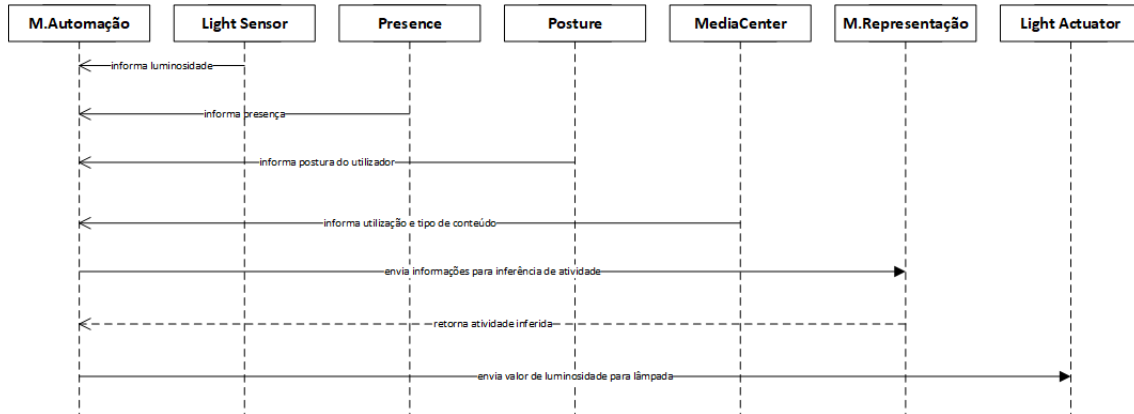 M.Automação
Light Sensor
Presence
Posture
MediaCenter
M.Representação
Light Actuator
informa luminosidade
informa presença
informa postura do utilizador
informa utilização e tipo de conteúdo
envia informações para inferência de atividade
retorna atividade inferida
envia valor de luminosidade para lâmpada